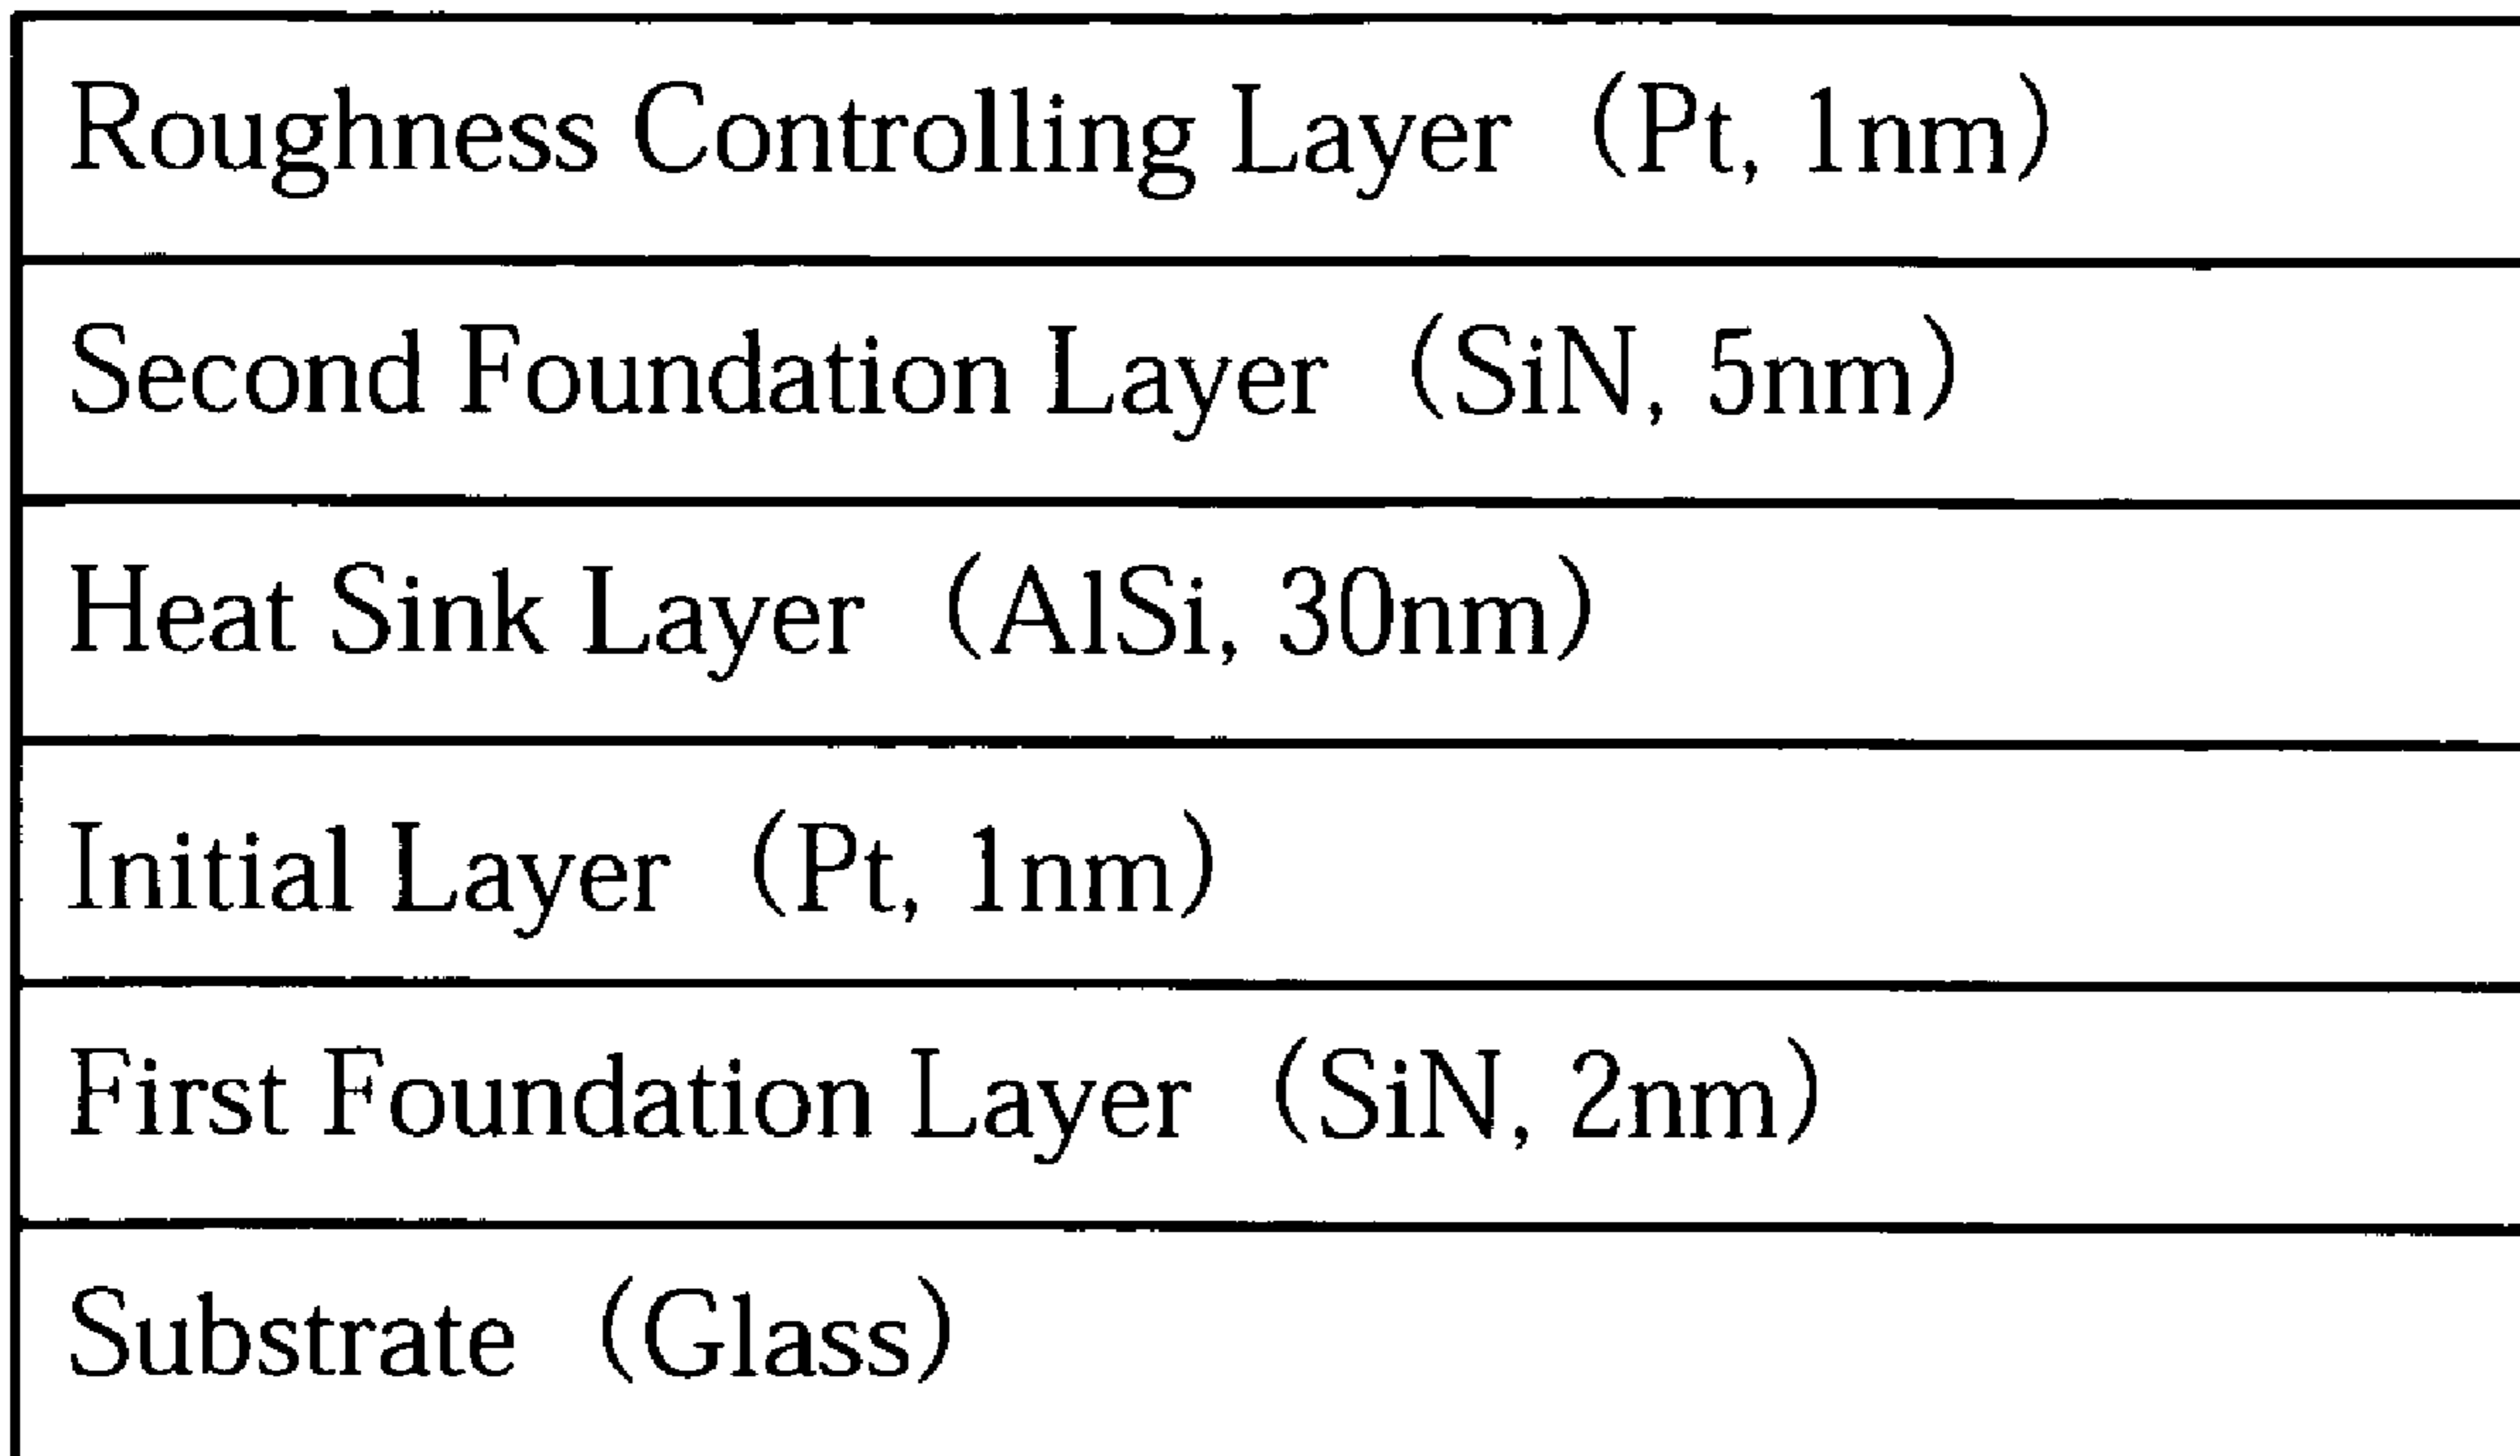 Roughness Controlling Layer (Pt, 1nm)
Second Foundation Layer (SiN, 5nm)
Heat Sink Layer (AlSi, 30nm)
Initial Layer (Pt, 1nm)
First Foundation Layer (SiN, 2nm)
Substrate (Glass)